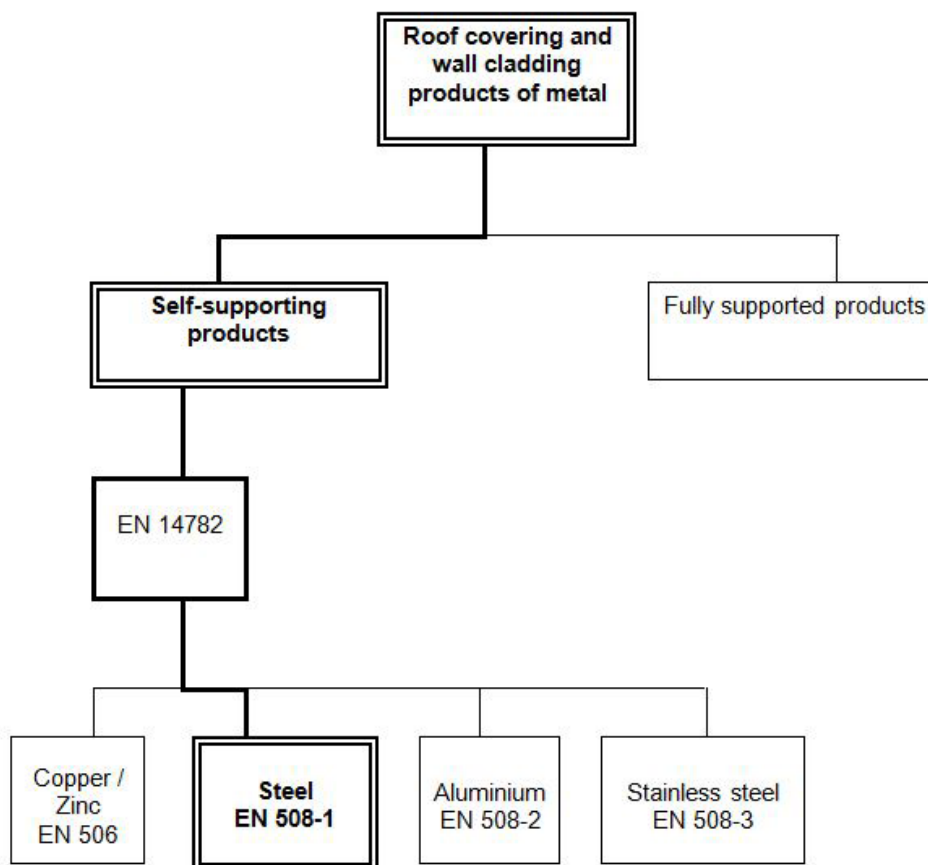 Roof covering and
wall cladding
products of metal
Self-supporting
products
Fully supported products
EN 14782
Copper /
Zinc
EN 506
Steel
EN 508-1
Aluminium
EN 508-2
Stainless steel
EN 508-3